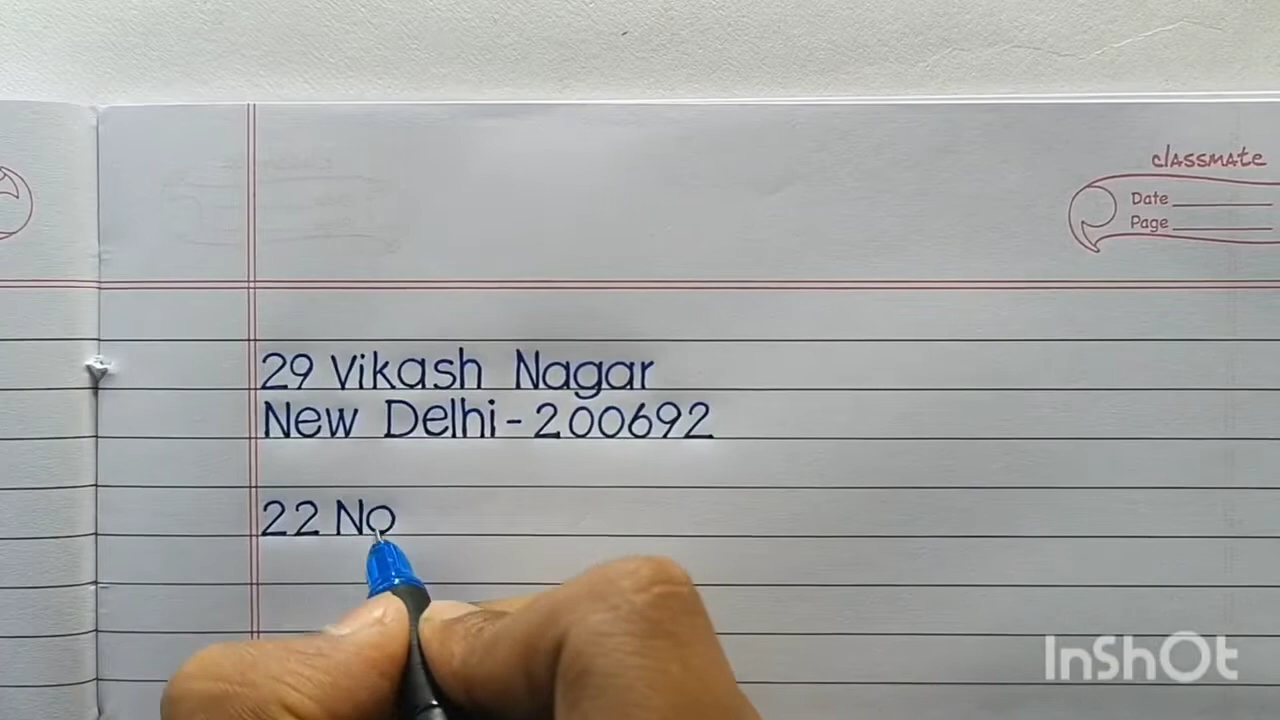 classmate
Date
Page
29 Vikash Nagar
New Delhi-200692
22 No
InShOt